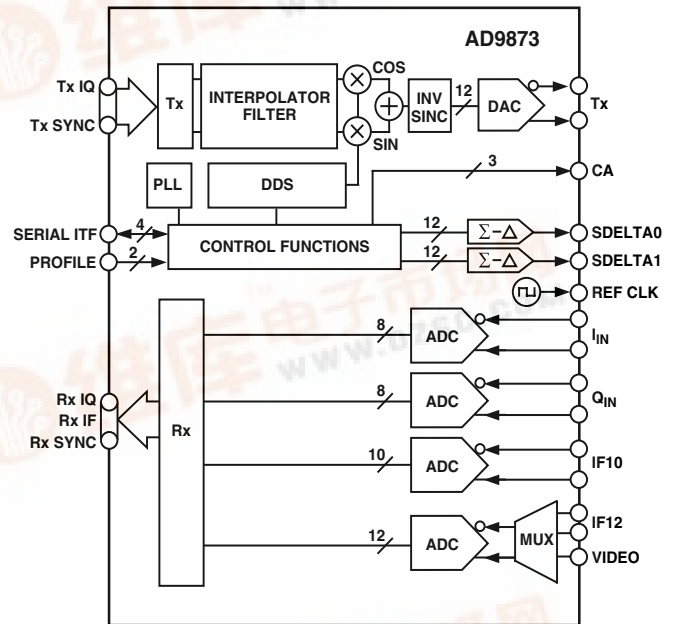 AD9873
Tx IQ
Tx SYNC
Tx
INTERPOLATOR
FILTER
COS
SIN
INV
SINC
12
DAC
Tx
3
CA
PLL
DDS
SERIAL ITF
4
PROFILE
2
CONTROL FUNCTIONS
12
Σ–Δ
SDELTA0
12
Σ–Δ
SDELTA1
REF CLK
Rx IQ
Rx IF
Rx SYNC
Rx
8
ADC
IIN
8
ADC
QIN
10
ADC
IF10
12
ADC
MUX
IF12
VIDEO